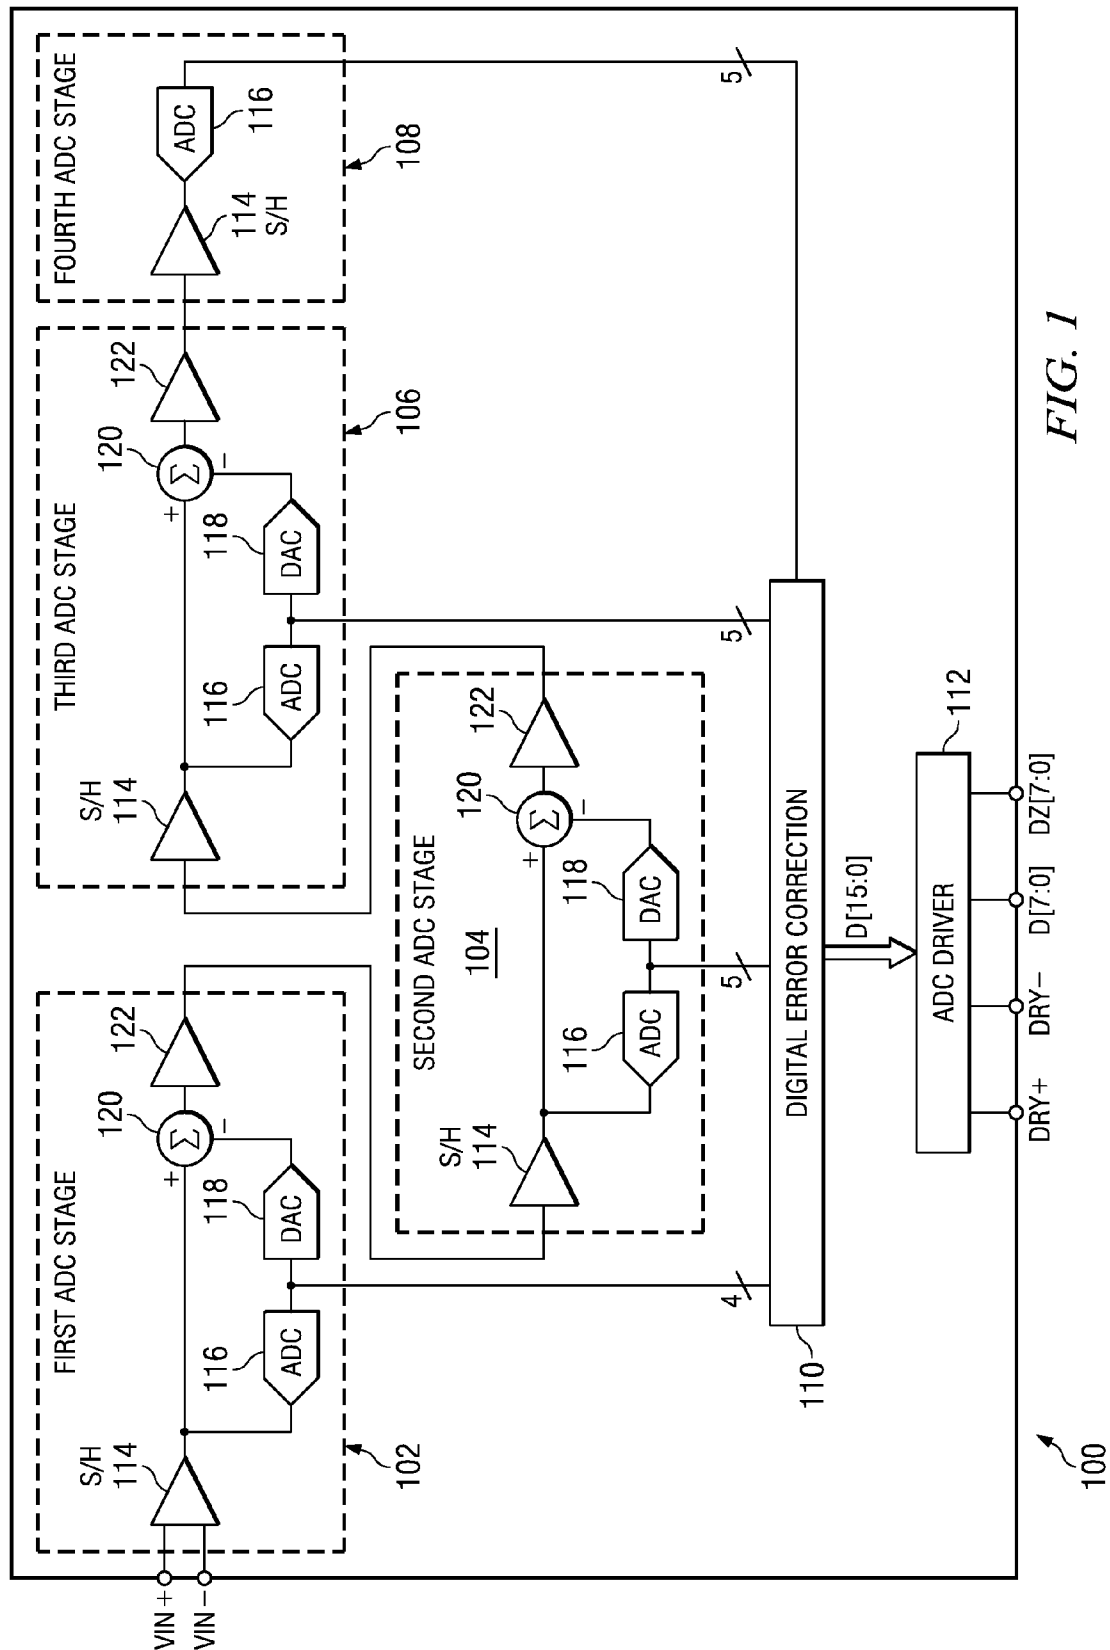 FIRST ADC STAGE
S/H
114
116
ADC
118
DAC
120
Σ
+
−
122
VIN+
VIN−
102
4
SECOND ADC STAGE
104
S/H
114
116
ADC
118
DAC
120
Σ
+
−
122
5
THIRD ADC STAGE
S/H
114
116
ADC
118
DAC
120
Σ
+
−
122
106
5
FOURTH ADC STAGE
114
S/H
ADC
116
108
5
DIGITAL ERROR CORRECTION
110
D[15:0]
ADC DRIVER
112
DRY+
DRY−
D[7:0]
DZ[7:0]
100
FIG. 1